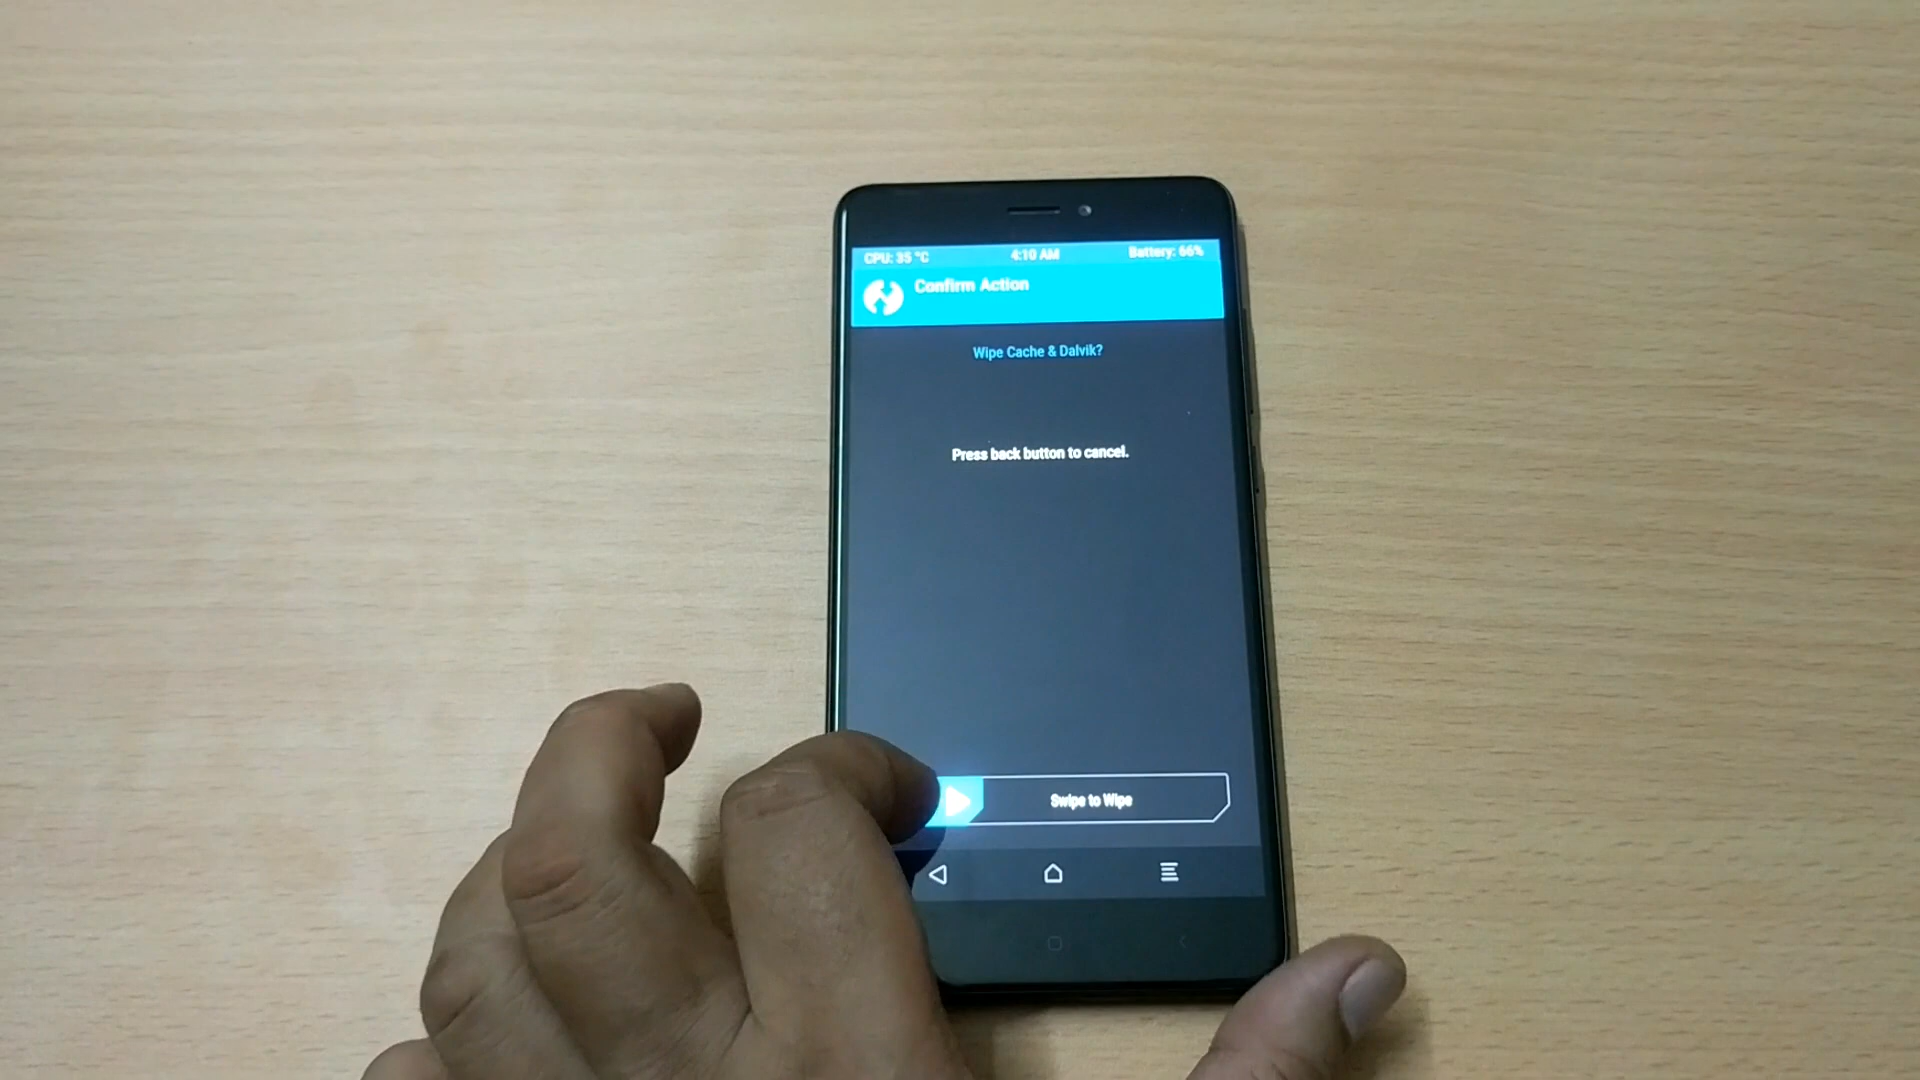 CPU: 35 °C 4:10 AM Battery: 66%
Confirm Action
Wipe Cache & Dalvik?
Press back button to cancel.
Swipe to Wipe